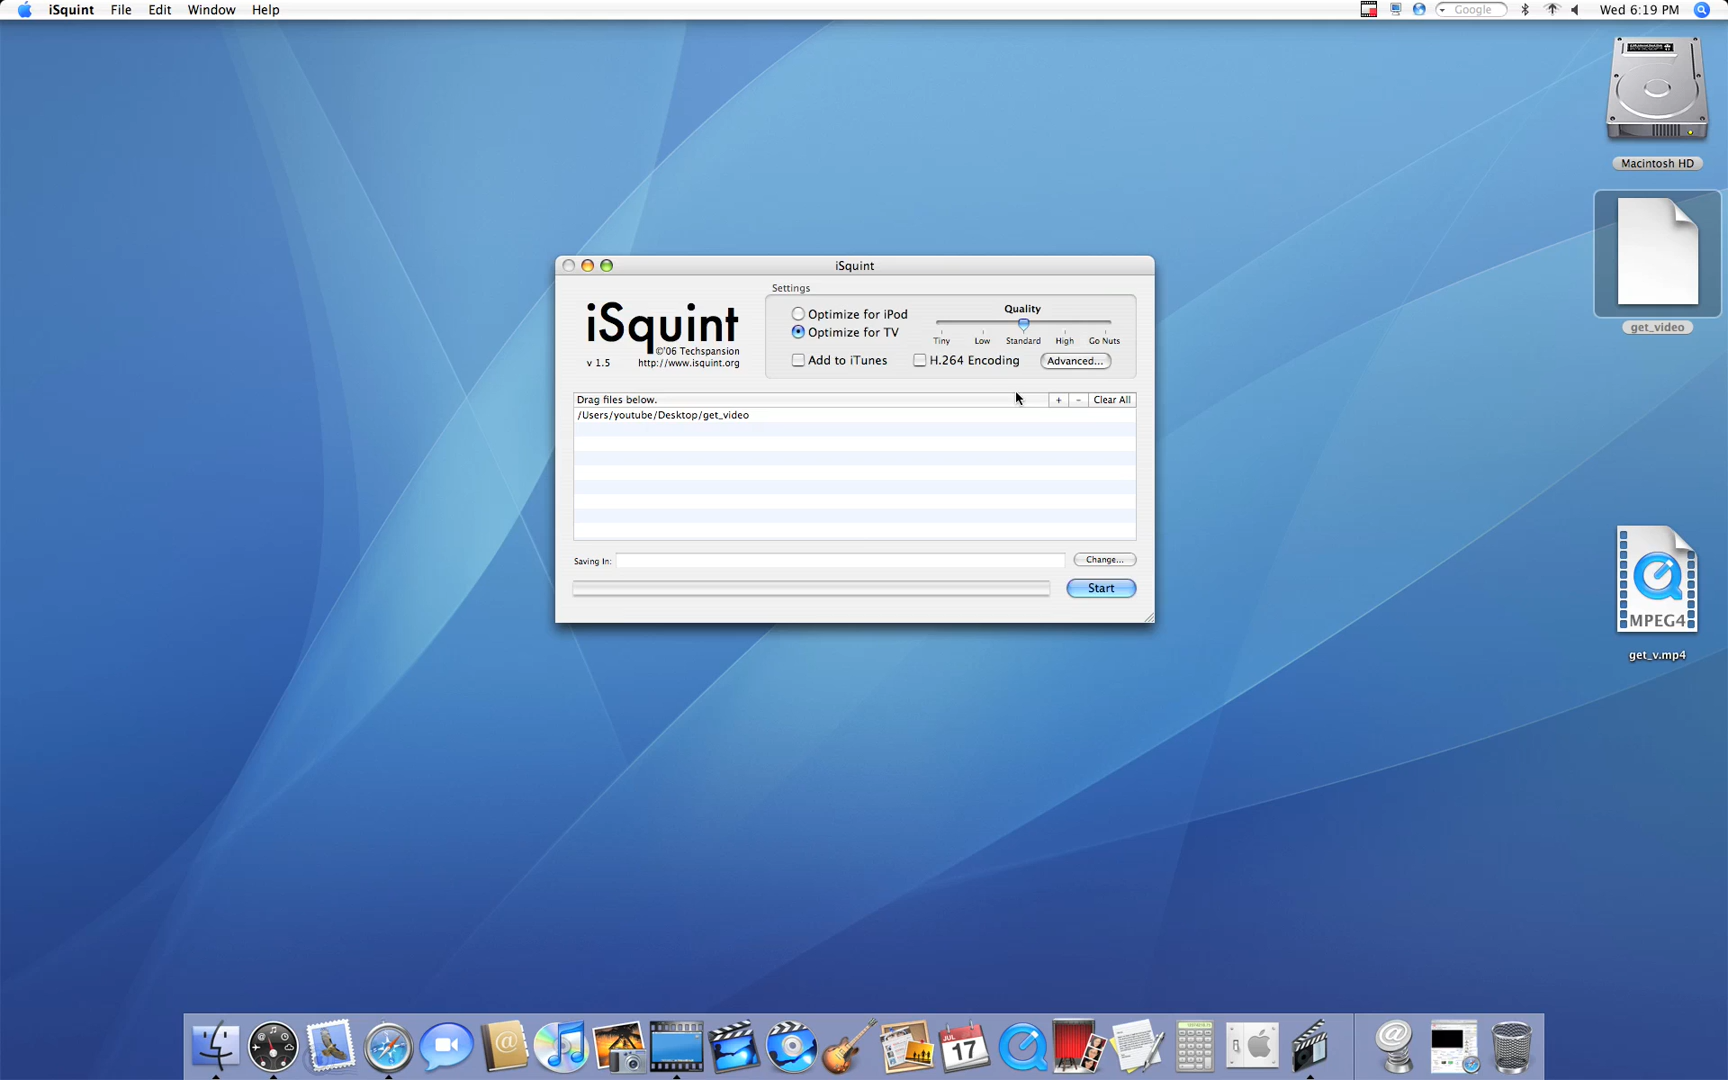 iSquint File Edit Window Help
Google
Wed 6:19 PM
Macintosh HD
get_video
iSquint
Settings
iSquint
©'06 Techspansion
v 1.5 http://www.isquint.org
Optimize for iPod
Optimize for TV
Quality
Tiny Low Standard High Go Nuts
Add to iTunes
H.264 Encoding
Advanced...
Drag files below.
+ - Clear All
/Users/youtube/Desktop/get_video
Saving In:
Change...
Start
MPEG4
get_v.mp4
JUL
17